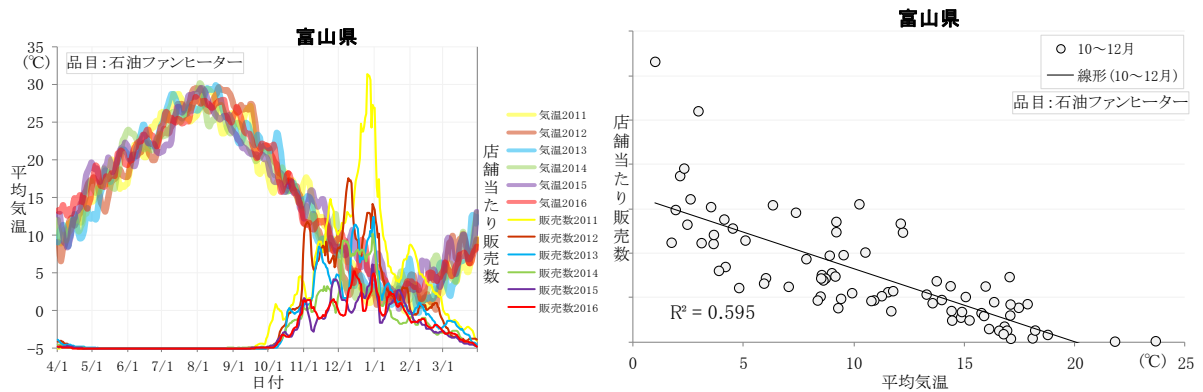 富山県
35
(℃)
品目：石油ファンヒーター
30
25
20
15
10
5
0
-5
平均気温
4/1 5/1 6/1 7/1 8/1 9/1 10/1 11/1 12/1 1/1 2/1 3/1
日付
店舗当たり販売数
気温2011
気温2012
気温2013
気温2014
気温2015
気温2016
販売数2011
販売数2012
販売数2013
販売数2014
販売数2015
販売数2016
富山県
10～12月
線形 (10～12月)
品目：石油ファンヒーター
店舗当たり販売数
R² = 0.595
0 5 10 15 20 25
(℃)
平均気温